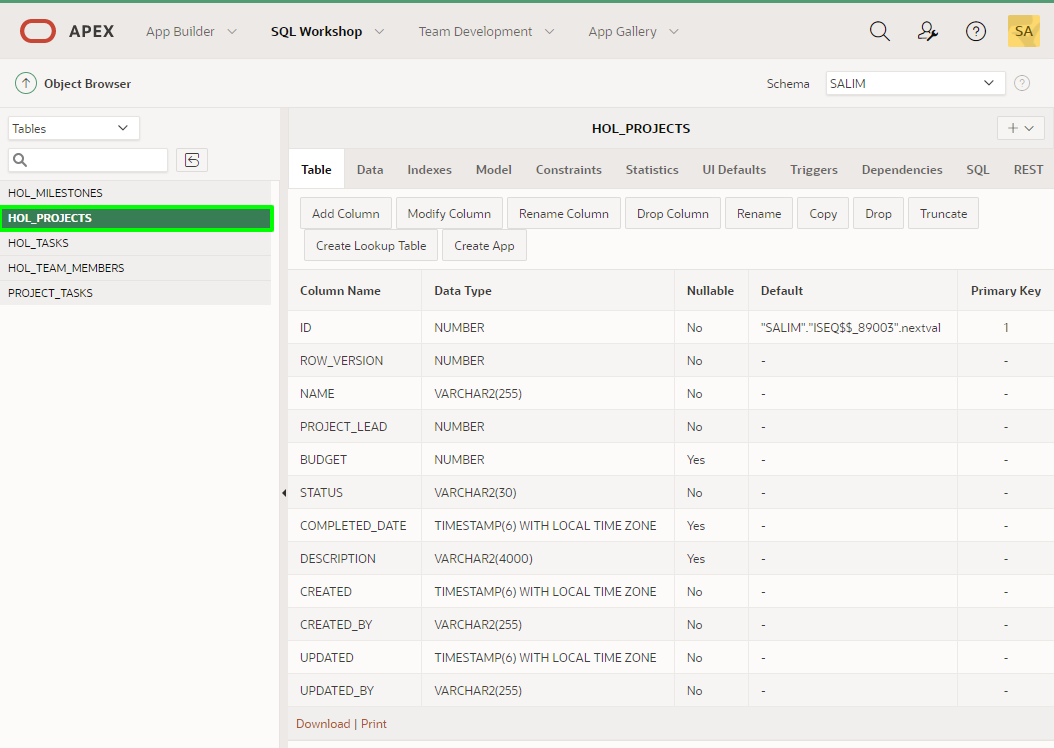 APEX App Builder SQL Workshop Team Development App Gallery SA
Object Browser Schema SALIM
Tables
HOL_MILESTONES
HOL_PROJECTS
HOL_TASKS
HOL_TEAM_MEMBERS
PROJECT_TASKS
HOL_PROJECTS
Table Data Indexes Model Constraints Statistics UI Defaults Triggers Dependencies SQL REST
Add Column Modify Column Rename Column Drop Column Rename Copy Drop Truncate
Create Lookup Table Create App
Column Name Data Type Nullable Default Primary Key
ID NUMBER No "SALIM"."ISEQ$$_89003".nextval 1
ROW_VERSION NUMBER No - -
NAME VARCHAR2(255) No - -
PROJECT_LEAD NUMBER No - -
BUDGET NUMBER Yes - -
STATUS VARCHAR2(30) No - -
COMPLETED_DATE TIMESTAMP(6) WITH LOCAL TIME ZONE Yes - -
DESCRIPTION VARCHAR2(4000) Yes - -
CREATED TIMESTAMP(6) WITH LOCAL TIME ZONE No - -
CREATED_BY VARCHAR2(255) No - -
UPDATED TIMESTAMP(6) WITH LOCAL TIME ZONE No - -
UPDATED_BY VARCHAR2(255) No - -
Download | Print